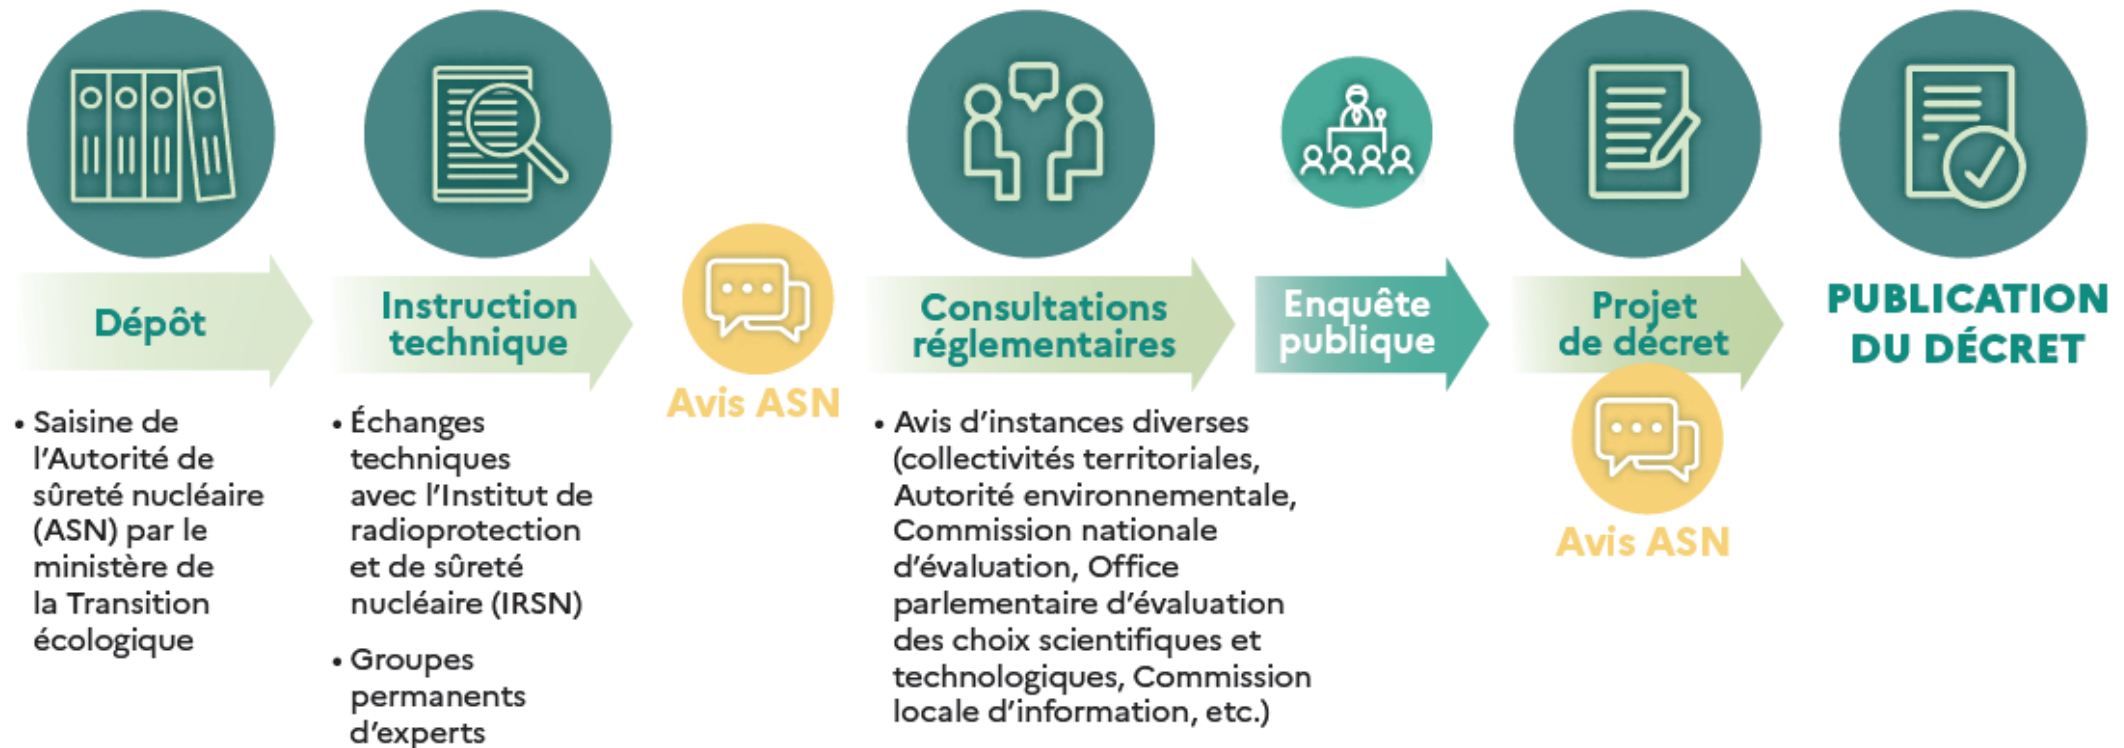 Dépôt
• Saisine de
l'Autorité de
sûreté nucléaire
(ASN) par le
ministère de
la Transition
écologique
Instruction
technique
• Échanges
techniques
avec l'Institut de
radioprotection
et de sûreté
nucléaire (IRSN)
• Groupes
permanents
d'experts
Avis ASN
Consultations
réglementaires
• Avis d'instances diverses
(collectivités territoriales,
Autorité environnementale,
Commission nationale
d'évaluation, Office
parlementaire d'évaluation
des choix scientifiques et
technologiques, Commission
locale d'information, etc.)
Enquête
publique
Projet
de décret
Avis ASN
PUBLICATION
DU DÉCRET